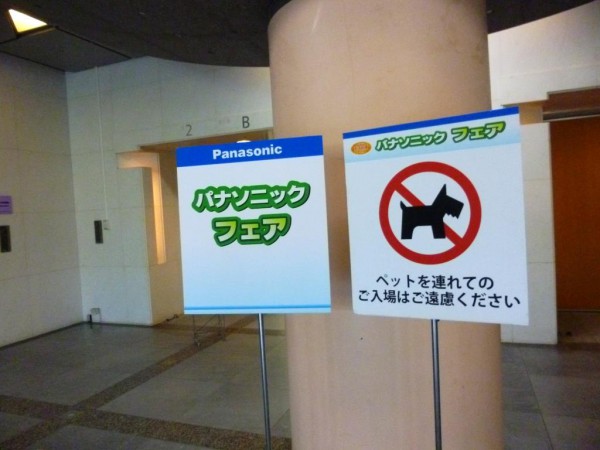 2 B
Panasonic
パナソニック
フェア
パナソニック フェア
ペットを連れての
ご入場はご遠慮ください